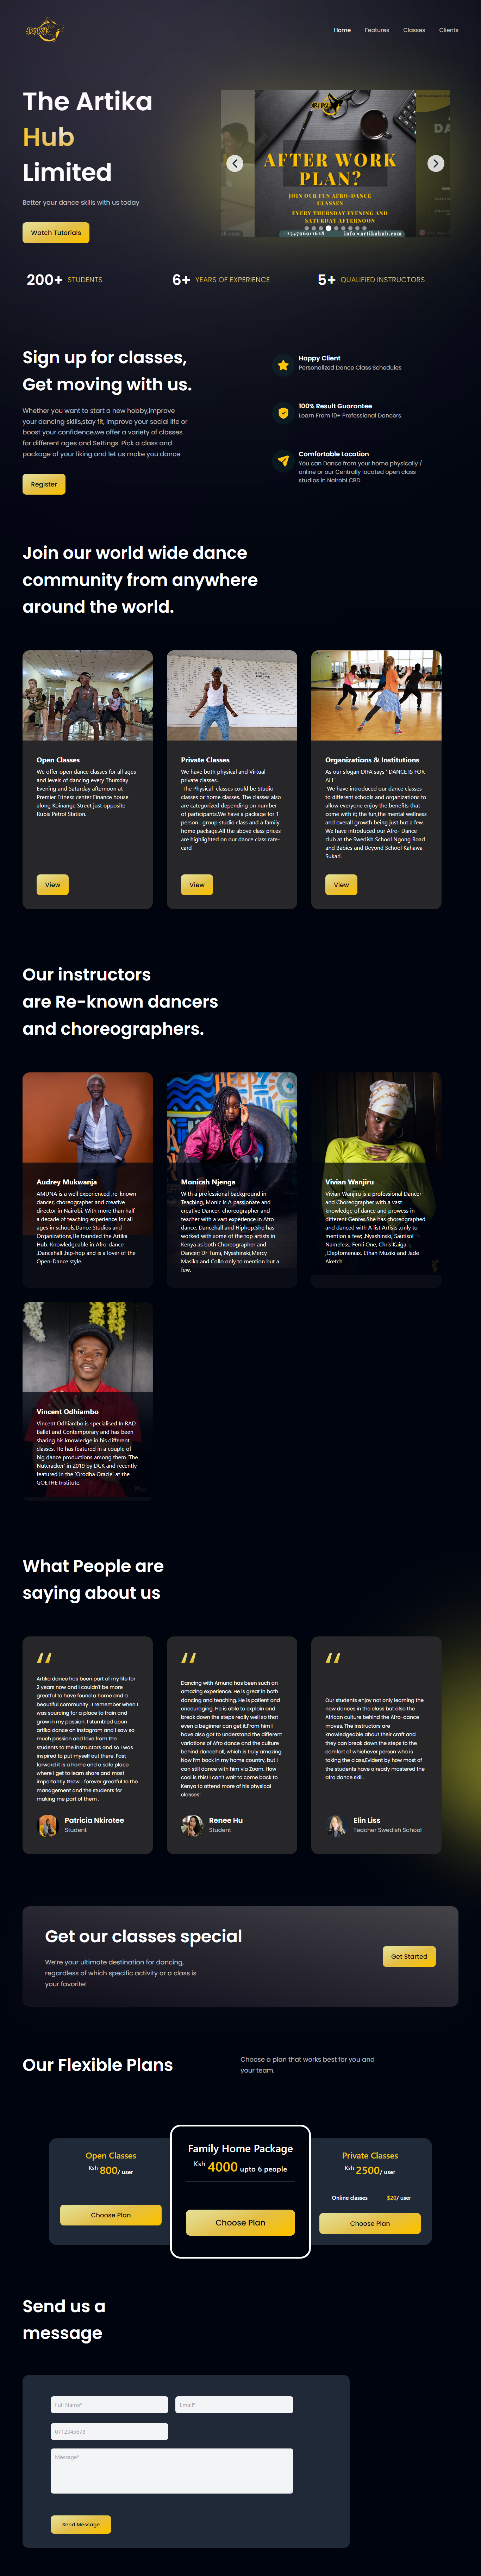 ARTIKA
Home
Features
Classes
Clients
The Artika
Hub
Limited
Better your dance skills with us today
Watch Tutorials
AFTER WORK
PLAN?
JOIN OUR FUN AFRO-DANCE
CLASSES
EVERY THURSDAY EVENING AND
SATURDAY AFTERNOON
info@artikahub.com
200+ STUDENTS
6+ YEARS OF EXPERIENCE
5+ QUALIFIED INSTRUCTORS
Sign up for classes,
Get moving with us.
Whether you want to start a new hobby,improve
your dancing skills,stay fit, improve your social life or
boost your confidence,we offer a variety of classes
for different ages and Settings. Pick a class and
package of your liking and let us make you dance
Register
Happy Client
Personalized Dance Class Schedules
100% Result Guarantee
Learn From 10+ Professional Dancers.
Comfortable Location
You can Dance from your home physically /
online or our Centrally located open class
studios in Nairobi CBD
Join our world wide dance
community from anywhere
around the world.
Open Classes
We offer open dance classes for all ages
and levels of dancing every Thursday
Evening and Saturday afternoon at
Premier Fitness center Finance house
along Koinange Street just opposite
Rubis Petrol Station.
View
Private Classes
We have both physical and Virtual
private classes.
The Physical classes could be Studio
classes or home classes. The classes also
are categorized depending on number
of participants.We have a package for 1
person , group studio class and a family
home package.All the above class prices
are highlighted on our dance class rate-
card
View
Organizations & Institutions
As our slogan DIFA says ' DANCE IS FOR
ALL'
We have introduced our dance classes
to different schools and organizations to
allow everyone enjoy the benefits that
come with it; the fun,the mental wellness
and overall growth being just but a few.
We have introduced our Afro- Dance
club at the Swedish School Ngong Road
and Babies and Beyond School Kahawa
Sukari.
View
Our instructors
are Re-known dancers
and choreographers.
Audrey Mukwanja
AMUNA is a well experienced ,re-known
dancer, choreographer and creative
director in Nairobi. With more than half
a decade of teaching experience for all
ages in schools,Dance Studios and
Organizations,He founded the Artika
Hub. Knowledgeable in Afro-dance
,Dancehall ,hip-hop and is a lover of the
Open-Dance style.
Monicah Njenga
With a professional background in
Teaching, Monic is A passionate and
creative Dancer, choreographer and
teacher with a vast experience in Afro
dance, Dancehall and Hiphop.She has
worked with some of the top artists in
Kenya as both Choreographer and
Dancer; Dr Tumi, Nyashinski,Mercy
Masika and Collo only to mention but a
few.
Vivian Wanjiru
Vivian Wanjiru is a professional Dancer
and Choreographer with a vast
knowledge of dance and prowess in
different Genres.She has choreographed
and danced with A list Artists ,only to
mention a few; ,Nyashinski, Sautisol
Nameless, Femi One, Chris Kaiga
,Cleptomeniax, Ethan Muziki and Jade
Aketch
Vincent Odhiambo
Vincent Odhiambo is specialised In RAD
Ballet and Contemporary and has been
sharing his knowledge in his different
classes. He has featured in a couple of
big dance productions among them 'The
Nutcracker' in 2019 by DCK and recently
featured in the 'Orodha Oracle' at the
GOETHE Institute.
What People are
saying about us
Artika dance has been part of my life for
2 years now and I couldn't be more
greatful to have found a home and a
beautiful community . I remember when I
was sourcing for a place to train and
grow in my passion. I stumbled upon
artika dance on instagram and I saw so
much passion and love from the
students to the instructors and so I was
inspired to put myself out there. Fast
forward it is a home and a safe place
where I get to learn share and most
importantly Grow .. forever greatful to the
management and the students for
making me part of them .
Patricia Nkirotee
Student
Dancing with Amuna has been such an
amazing experience. He is great in both
dancing and teaching. He is patient and
encouraging. He is able to explain and
break down the steps really well so that
even a beginner can get it.From him I
have also got to understand the different
variations of Afro dance and the culture
behind dancehall, which is truly amazing.
Now I'm back in my home country, but I
can still dance with him via Zoom. How
cool is this! I can't wait to come back to
Kenya to attend more of his physical
classes!
Renee Hu
Student
Our students enjoy not only learning the
new dances in the class but also the
African culture behind the Afro-dance
moves. The instructors are
knowledgeable about their craft and
they can break down the steps to the
comfort of whichever person who is
taking the class,Evident by how most of
the students have already mastered the
afro dance skill.
Elin Liss
Teacher Swedish School
Get our classes special
We're your ultimate destination for dancing,
regardless of which specific activity or a class is
your favorite!
Get Started
Our Flexible Plans
Choose a plan that works best for you and
your team.
Open Classes
Ksh 800/ user
Choose Plan
Family Home Package
Ksh 4000 upto 6 people
Choose Plan
Private Classes
Ksh 2500/ user
Online classes $20/ user
Choose Plan
Send us a
message
Full Name*
Email*
0712345678
Message*
Send Message